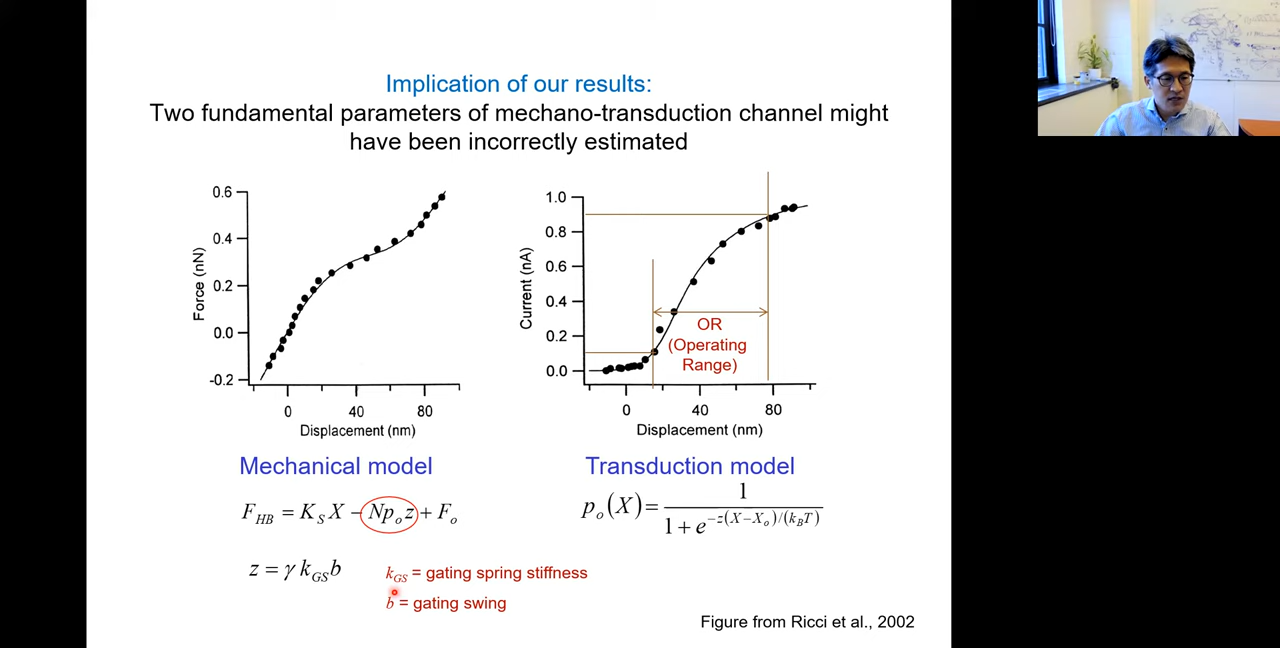 Implication of our results:
Two fundamental parameters of mechano-transduction channel might
have been incorrectly estimated
0.6
0.4
0.2
0.0
-0.2
Force (nN)
0 40 80
Displacement (nm)
1.0
0.8
0.6
0.4
0.2
0.0
Current (nA)
OR
(Operating
Range)
0 40 80
Displacement (nm)
Mechanical model
F_HB = K_S X − Np_o z + F_o
z = γ k_GS b
k_GS = gating spring stiffness
b = gating swing
Transduction model
p_o(X) = 1 / (1 + e^{−z(X−X_o)/(k_B T)})
Figure from Ricci et al., 2002